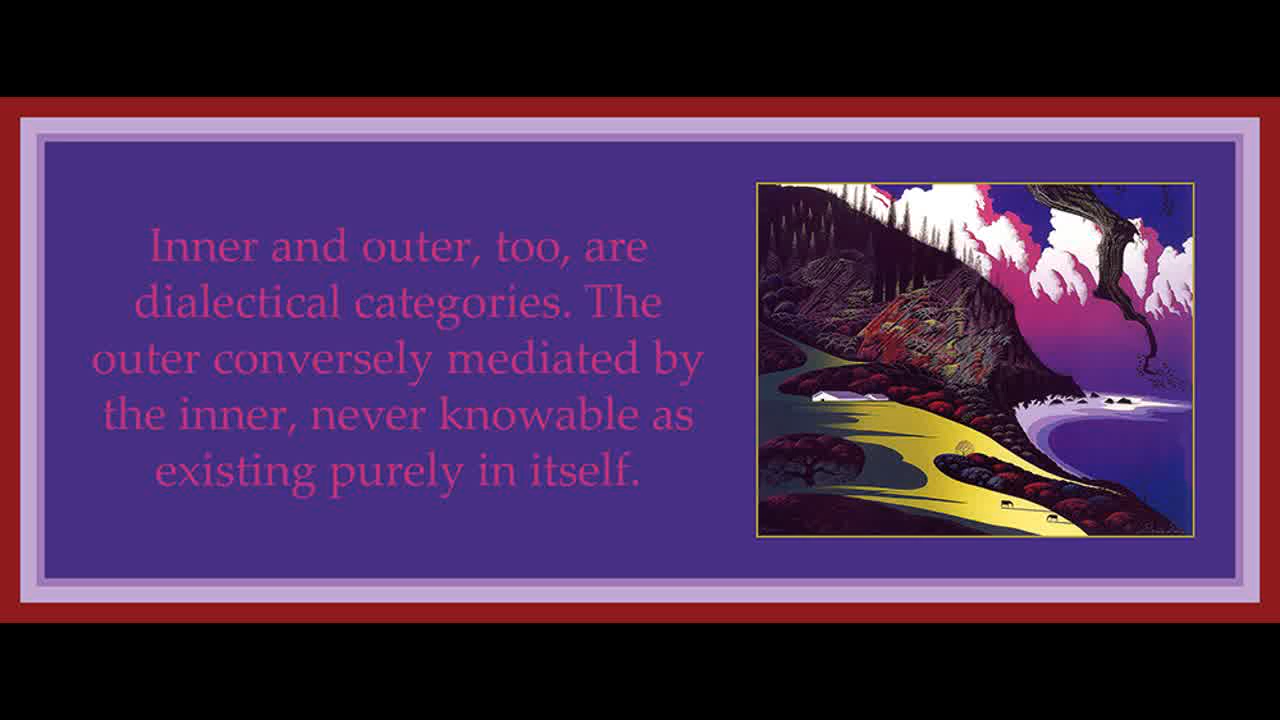 Inner and outer, too, are
dialectical categories. The
outer conversely mediated by
the inner, never knowable as
existing purely in itself.